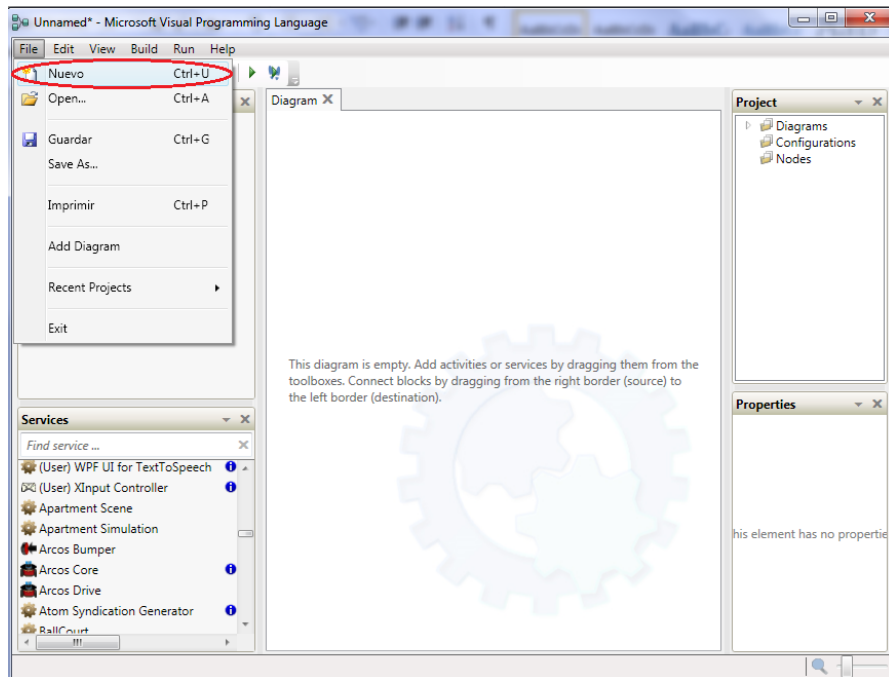 Unnamed* - Microsoft Visual Programming Language
File Edit View Build Run Help
Nuevo Ctrl+U
Open... Ctrl+A
Guardar Ctrl+G
Save As...
Imprimir Ctrl+P
Add Diagram
Recent Projects
Exit
Diagram
This diagram is empty. Add activities or services by dragging them from the
toolboxes. Connect blocks by dragging from the right border (source) to
the left border (destination).
Services
Find service ...
(User) WPF UI for TextToSpeech
(User) XInput Controller
Apartment Scene
Apartment Simulation
Arcos Bumper
Arcos Core
Arcos Drive
Atom Syndication Generator
BallCourt
Project
Diagrams
Configurations
Nodes
Properties
his element has no propertie